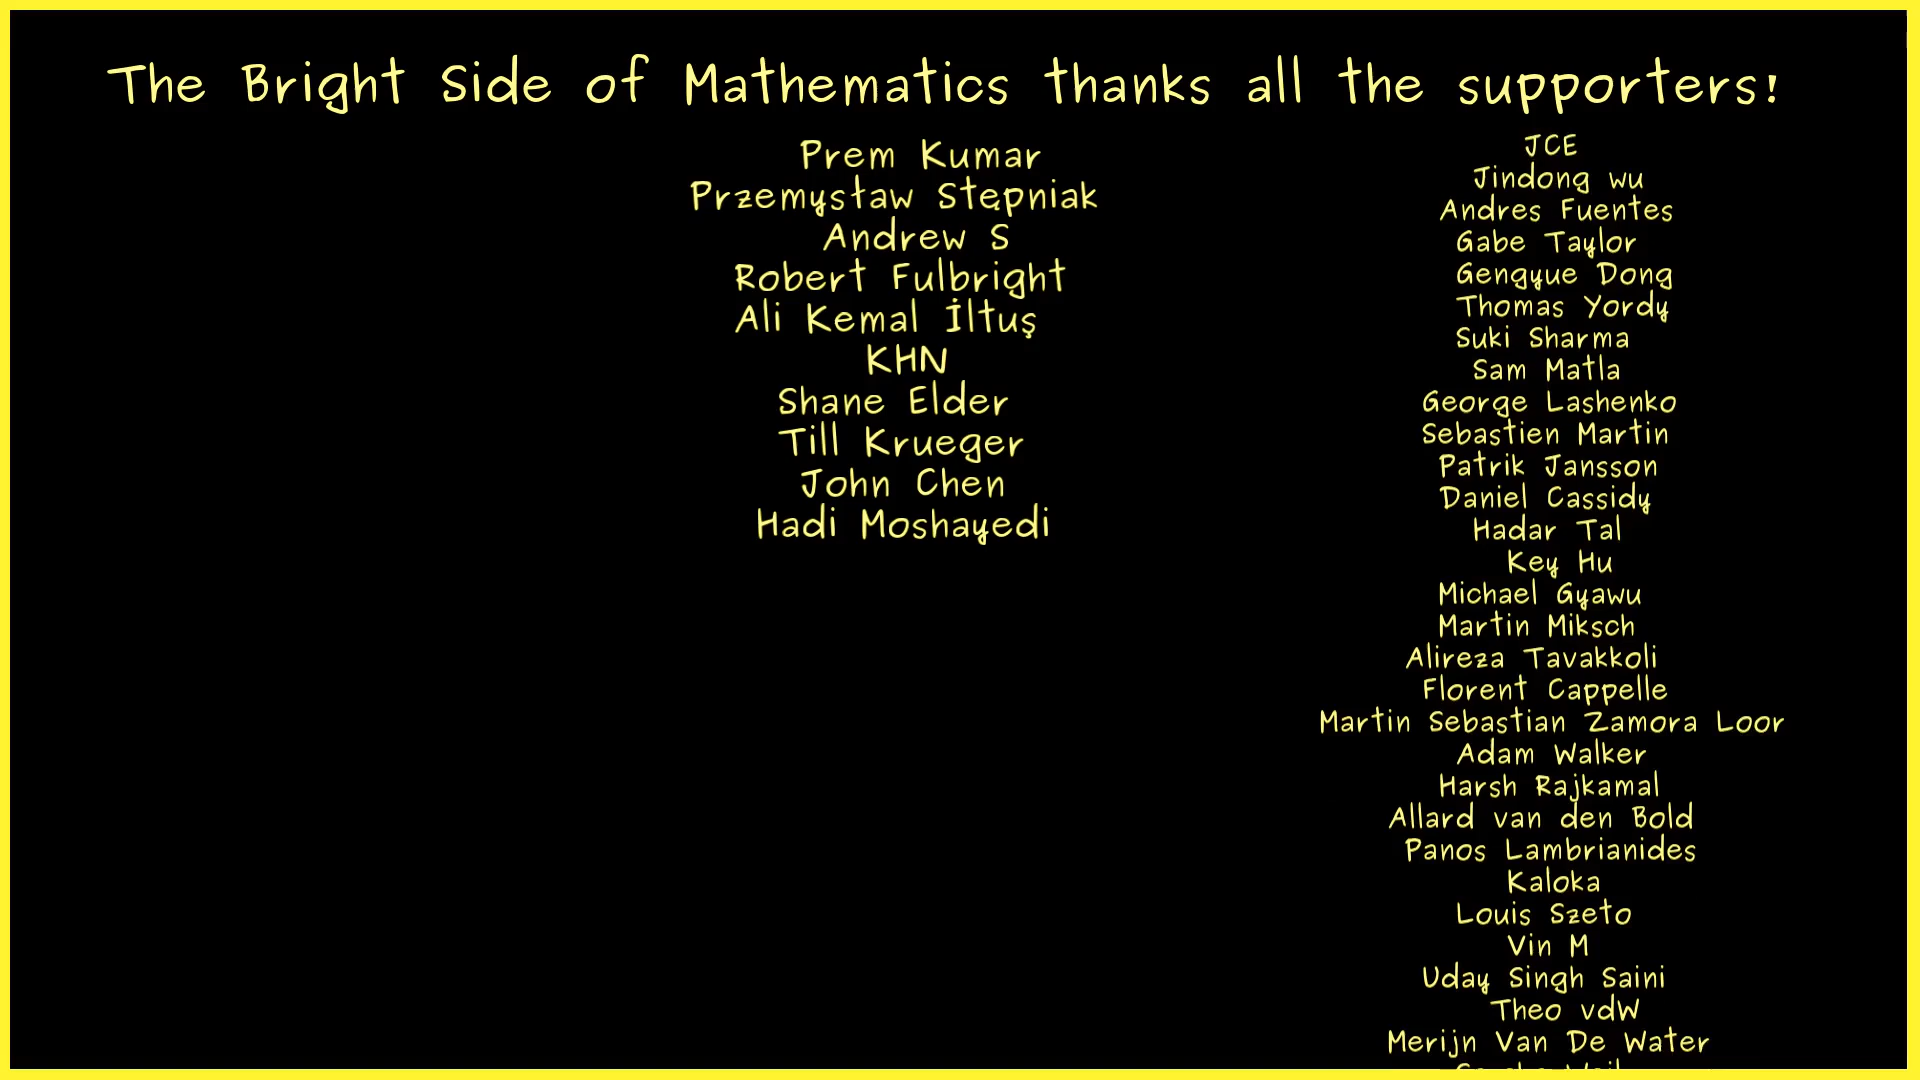 The Bright Side of Mathematics thanks all the supporters!
Prem Kumar
Przemysław Stępniak
Andrew S
Robert Fulbright
Ali Kemal İltuş
KHN
Shane Elder
Till Krueger
John Chen
Hadi Moshayedi
JCE
Jindong wu
Andres Fuentes
Gabe Taylor
Gengyue Dong
Thomas Yordy
Suki Sharma
Sam Matla
George Lashenko
Sebastien Martin
Patrik Jansson
Daniel Cassidy
Hadar Tal
Key Hu
Michael Gyawu
Martin Miksch
Alireza Tavakkoli
Florent Cappelle
Martin Sebastian Zamora Loor
Adam Walker
Harsh Rajkamal
Allard van den Bold
Panos Lambrianides
Kaloka
Louis Szeto
Vin M
Uday Singh Saini
Theo vdW
Merijn Van De Water